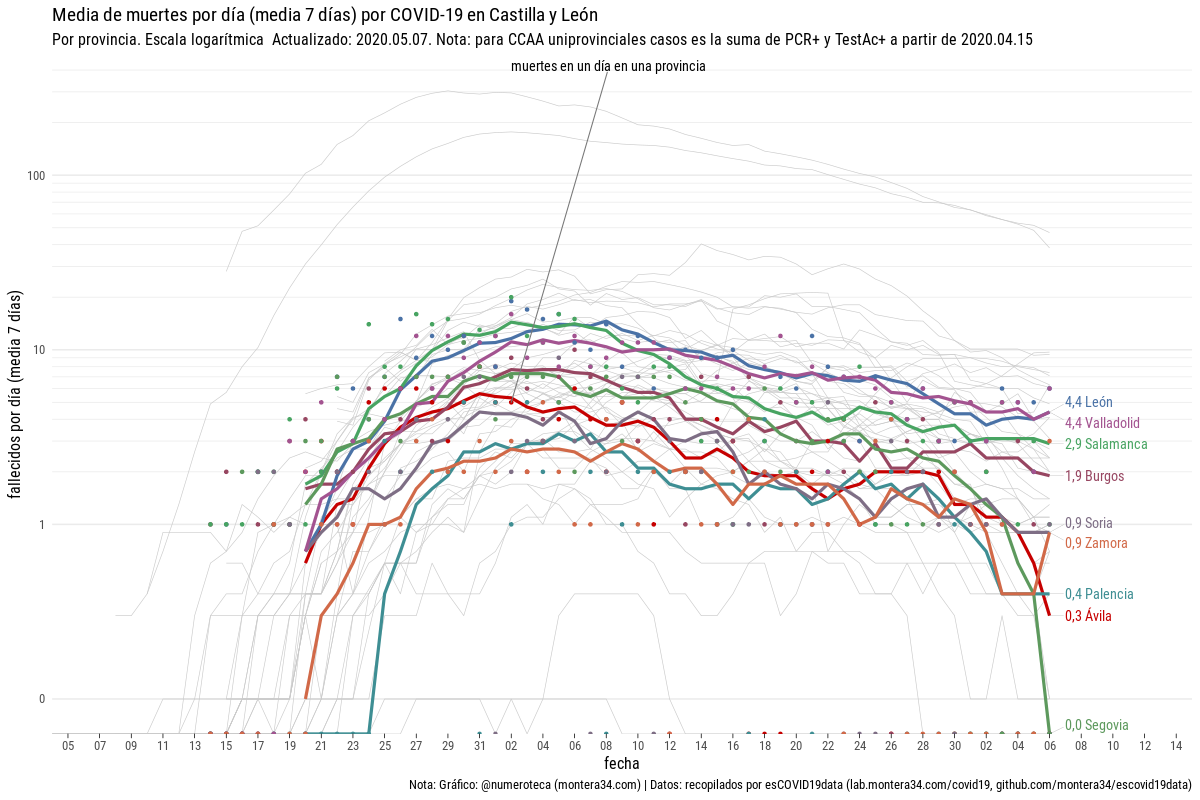 Media de muertes por día (media 7 días) por COVID-19 en Castilla y León
Por provincia. Escala logarítmica  Actualizado: 2020.05.07. Nota: para CCAA uniprovinciales casos es la suma de PCR+ y TestAc+ a partir de 2020.04.15
muertes en un día en una provincia
fallecidos por día (media  7 días)
100
10
1
0
4,4 León
4,4 Valladolid
2,9 Salamanca
1,9 Burgos
0,9 Soria
0,9 Zamora
0,4 Palencia
0,3 Ávila
0,0 Segovia
05 07 09 11 13 15 17 19 21 23 25 27 29 31 02 04 06 08 10 12 14 16 18 20 22 24 26 28 30 02 04 06 08 10 12 14
fecha
Nota: Gráfico: @numeroteca (montera34.com) | Datos: recopilados por esCOVID19data (lab.montera34.com/covid19, github.com/montera34/escovid19data)